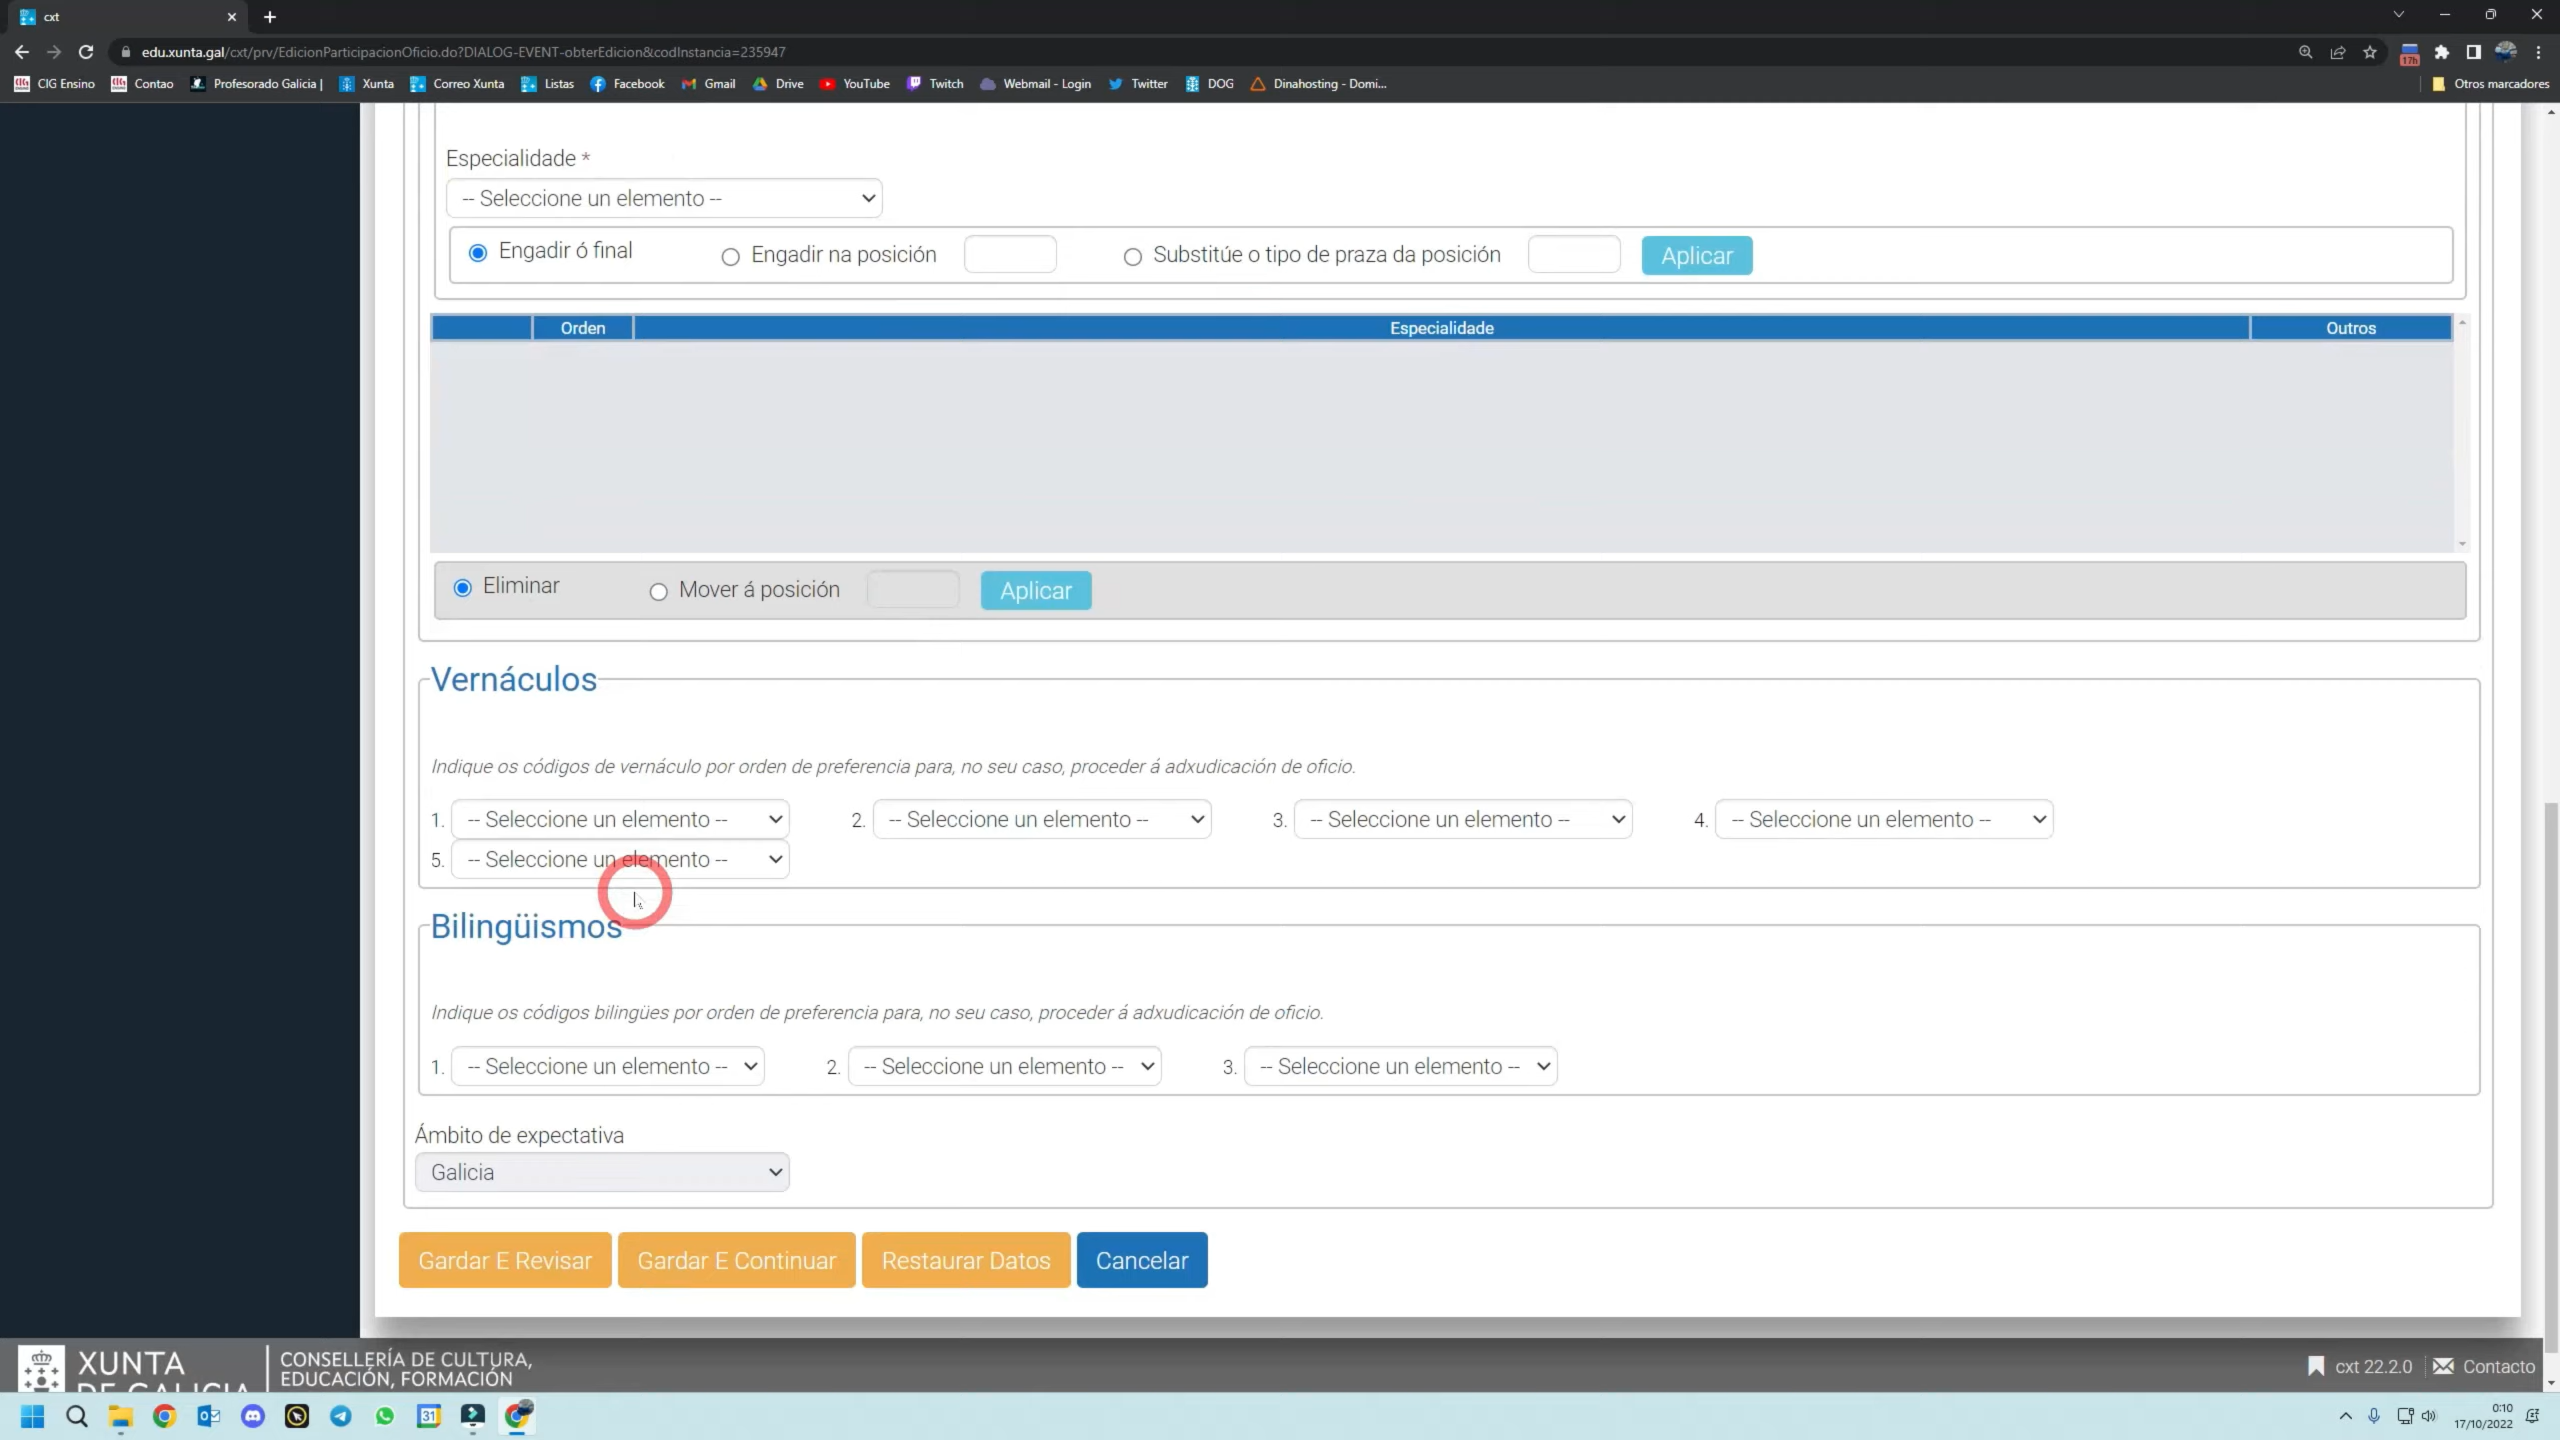 cxt
edu.xunta.gal/cxt/prv/EdicionParticipacionOficio.do?DIALOG-EVENT-obterEdicion&codInstancia=235947
17h
CIG Ensino Contao Profesorado Galicia | Xunta Correo Xunta Listas Facebook Gmail Drive YouTube Twitch Webmail - Login Twitter DOG Dinahosting - Domi... Otros marcadores
Especialidade *
-- Seleccione un elemento --
Engadir ó final Engadir na posición Substitúe o tipo de praza da posición Aplicar
Orden Especialidade Outros
Eliminar Mover á posición Aplicar
Vernáculos
Indique os códigos de vernáculo por orden de preferencia para, no seu caso, proceder á adxudicación de oficio.
1. -- Seleccione un elemento -- 2. -- Seleccione un elemento -- 3. -- Seleccione un elemento -- 4. -- Seleccione un elemento --
5. -- Seleccione un elemento --
Bilingüismos
Indique os códigos bilingües por orden de preferencia para, no seu caso, proceder á adxudicación de oficio.
1. -- Seleccione un elemento -- 2. -- Seleccione un elemento -- 3. -- Seleccione un elemento --
Ámbito de expectativa
Galicia
Gardar E Revisar Gardar E Continuar Restaurar Datos Cancelar
XUNTA
DE GALICIA
CONSELLERÍA DE CULTURA,
EDUCACIÓN, FORMACIÓN
cxt 22.2.0 Contacto
31
0:10
17/10/2022